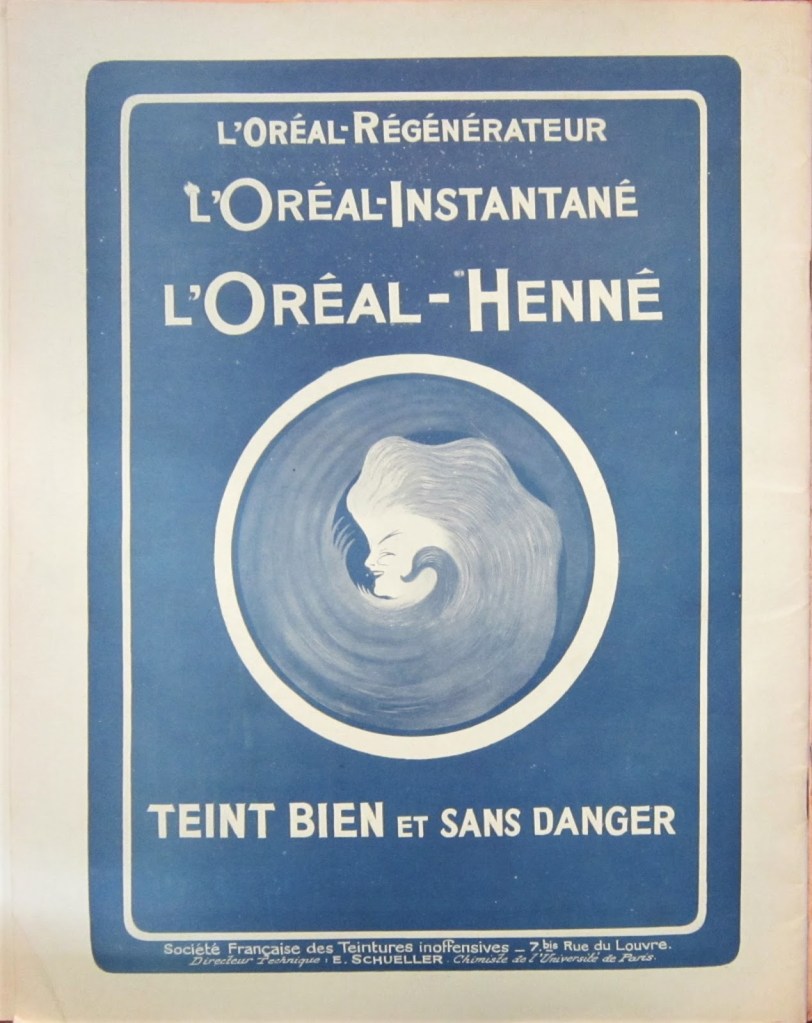 L'ORÉAL-RÉGÉNÉRATEUR
L'ORÉAL-INSTANTANÉ
L'ORÉAL-HENNÉ
TEINT BIEN ET SANS DANGER
Société Française des Teintures inoffensives — 7.bis Rue du Louvre.
Directeur Technique : E. SCHUELLER. Chimiste de l'Université de Paris.